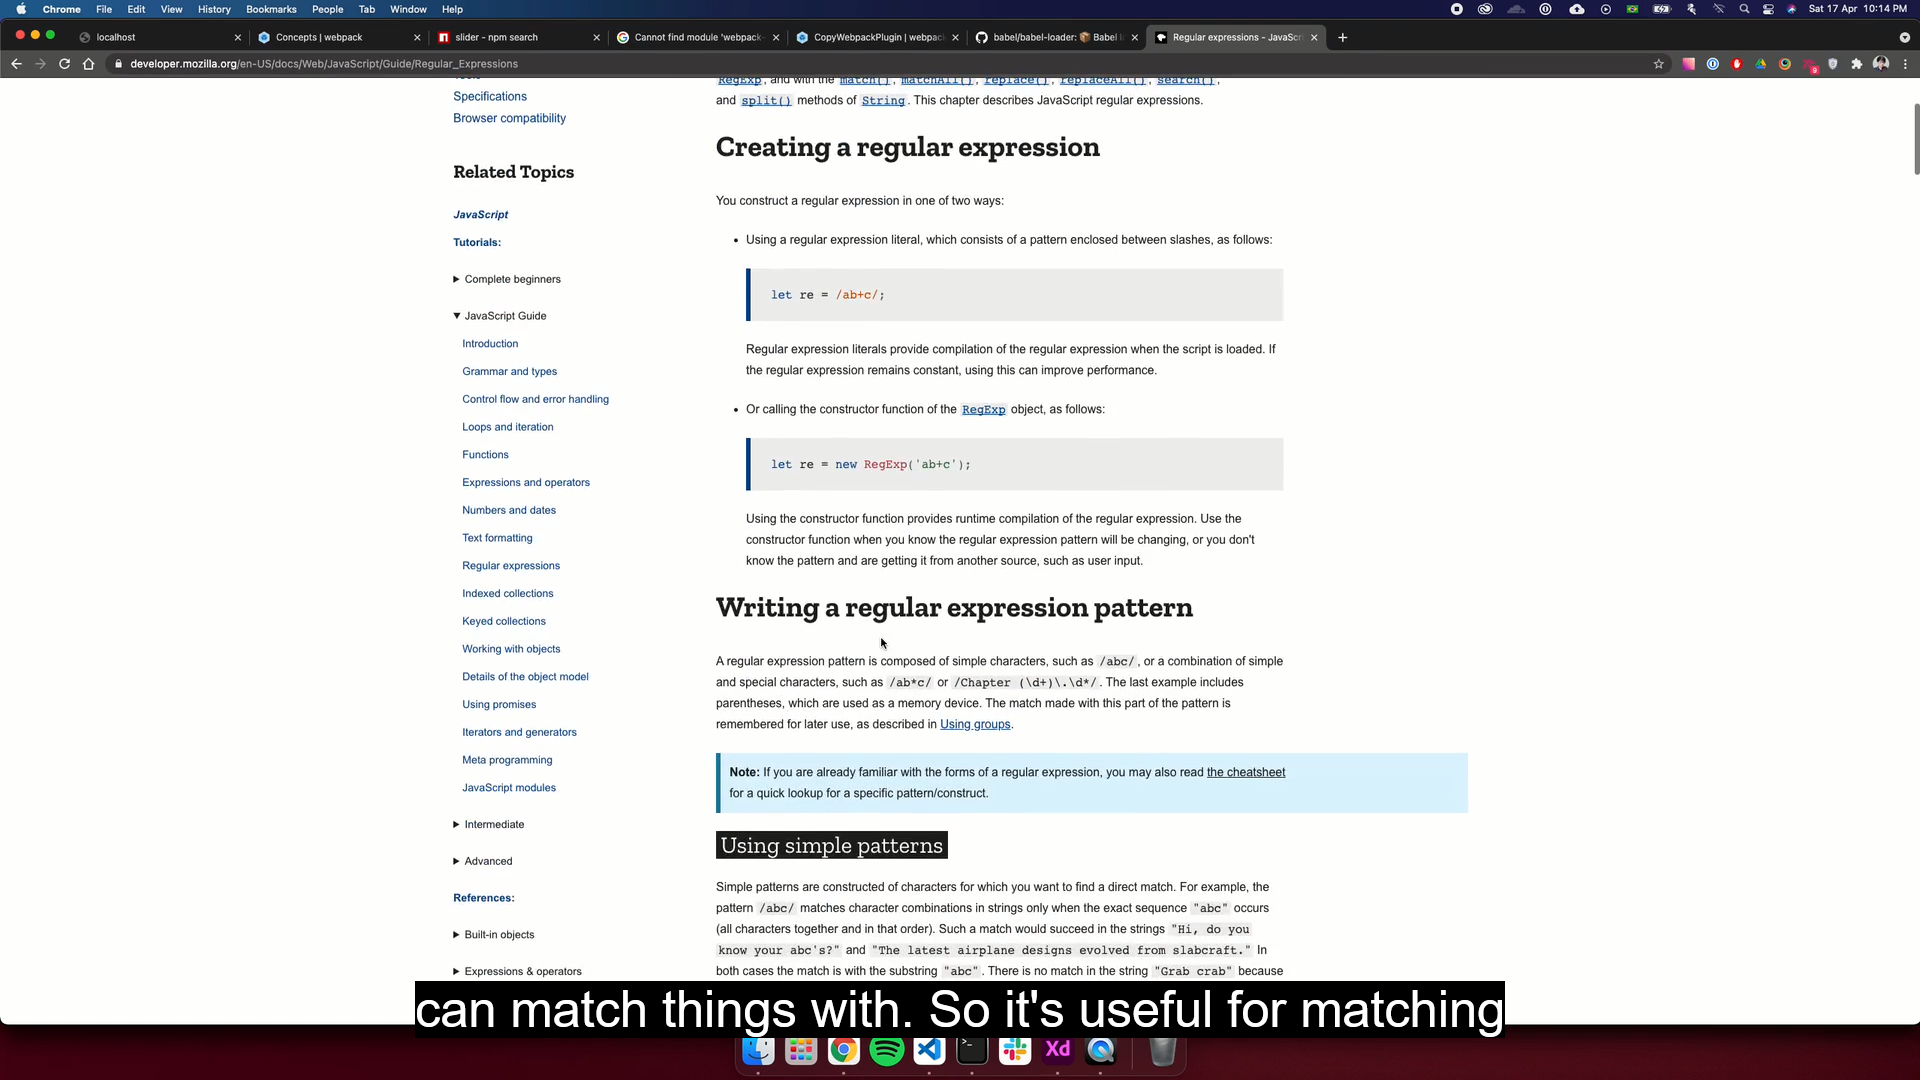 Chrome File Edit View History Bookmarks People Tab Window Help Sat 17 Apr 10:14 PM
localhost Concepts | webpack slider - npm search Cannot find module 'webpack- CopyWebpackPlugin | webpac babel/babel-loader: Babel Regular expressions - JavaScri
developer.mozilla.org/en-US/docs/Web/JavaScript/Guide/Regular_Expressions
Tools
Specifications
Browser compatibility
Related Topics
JavaScript
Tutorials:
Complete beginners
JavaScript Guide
Introduction
Grammar and types
Control flow and error handling
Loops and iteration
Functions
Expressions and operators
Numbers and dates
Text formatting
Regular expressions
Indexed collections
Keyed collections
Working with objects
Details of the object model
Using promises
Iterators and generators
Meta programming
JavaScript modules
Intermediate
Advanced
References:
Built-in objects
Expressions & operators
RegExp, and with the match(), matchAll(), replace(), replaceAll(), search(),
and split() methods of String. This chapter describes JavaScript regular expressions.
Creating a regular expression
You construct a regular expression in one of two ways:
• Using a regular expression literal, which consists of a pattern enclosed between slashes, as follows:
let re = /ab+c/;
Regular expression literals provide compilation of the regular expression when the script is loaded. If
the regular expression remains constant, using this can improve performance.
• Or calling the constructor function of the RegExp object, as follows:
let re = new RegExp('ab+c');
Using the constructor function provides runtime compilation of the regular expression. Use the
constructor function when you know the regular expression pattern will be changing, or you don't
know the pattern and are getting it from another source, such as user input.
Writing a regular expression pattern
A regular expression pattern is composed of simple characters, such as /abc/, or a combination of simple
and special characters, such as /ab*c/ or /Chapter (\d+)\.\d*/. The last example includes
parentheses, which are used as a memory device. The match made with this part of the pattern is
remembered for later use, as described in Using groups.
Note: If you are already familiar with the forms of a regular expression, you may also read the cheatsheet
for a quick lookup for a specific pattern/construct.
Using simple patterns
Simple patterns are constructed of characters for which you want to find a direct match. For example, the
pattern /abc/ matches character combinations in strings only when the exact sequence "abc" occurs
(all characters together and in that order). Such a match would succeed in the strings "Hi, do you
know your abc's?" and "The latest airplane designs evolved from slabcraft." In
both cases the match is with the substring "abc". There is no match in the string "Grab crab" because
can match things with. So it's useful for matching
Xd